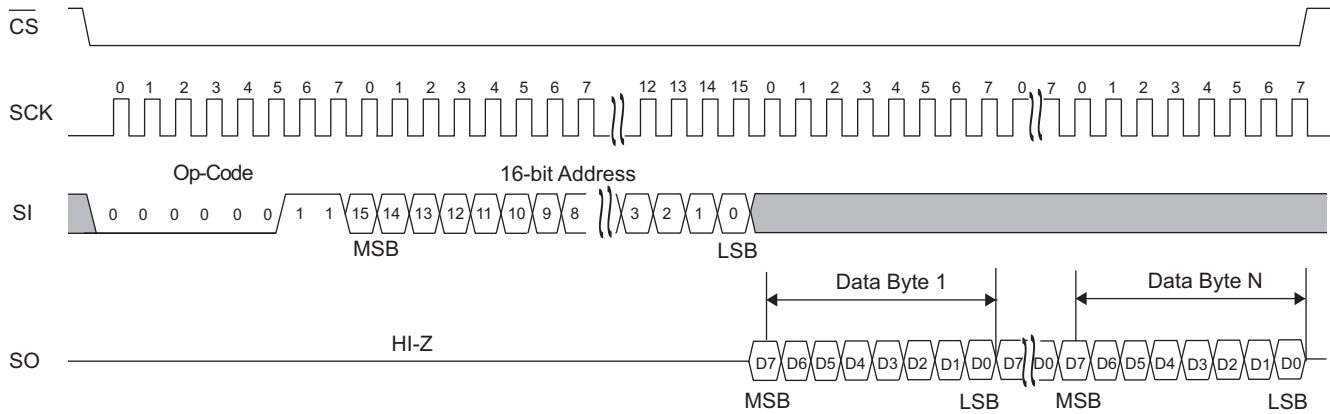 CS
0 1 2 3 4 5 6 7 0 1 2 3 4 5 6 7 12 13 14 15 0 1 2 3 4 5 6 7 0 7 0 1 2 3 4 5 6 7
SCK
Op-Code 16-bit Address
SI 0 0 0 0 0 0 1 1 15 14 13 12 11 10 9 8 3 2 1 0
MSB LSB
Data Byte 1 Data Byte N
HI-Z
SO D7 D6 D5 D4 D3 D2 D1 D0 D7 D0 D7 D6 D5 D4 D3 D2 D1 D0
MSB LSB MSB LSB